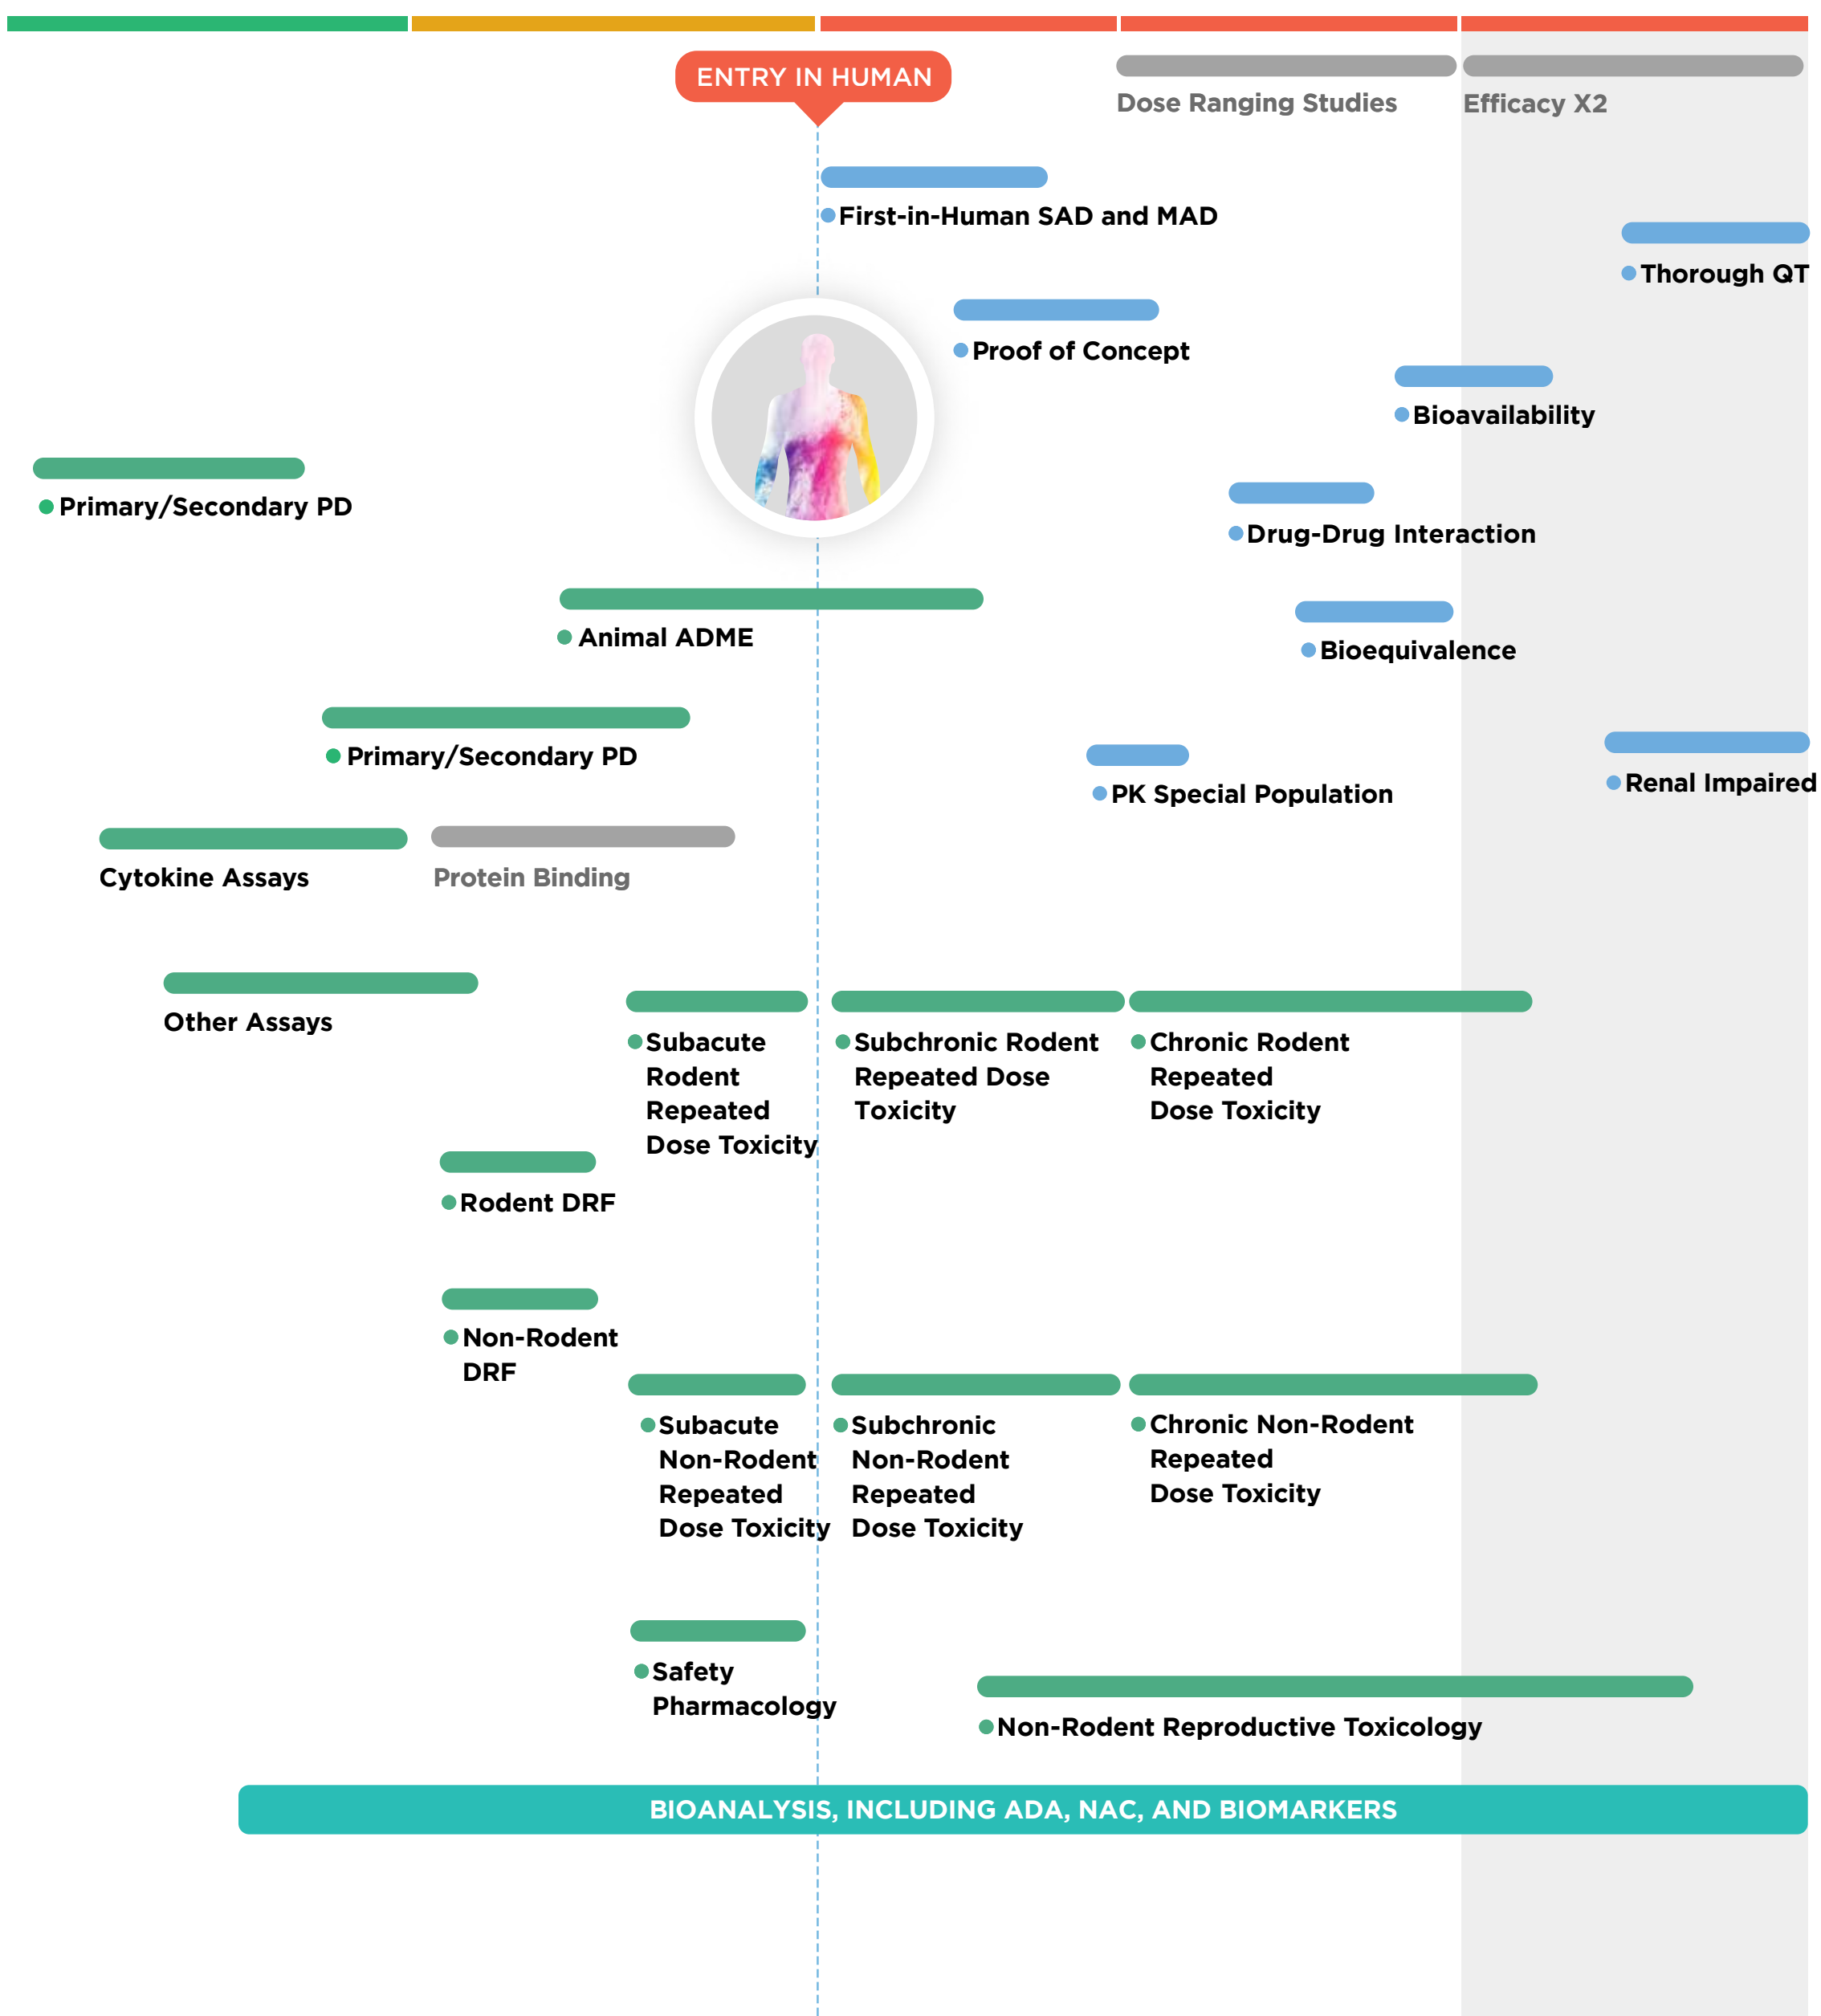 ENTRY IN HUMAN
Dose Ranging Studies
Efficacy X2
First-in-Human SAD and MAD
Thorough QT
Proof of Concept
Bioavailability
Primary/Secondary PD
Drug-Drug Interaction
Animal ADME
Bioequivalence
Primary/Secondary PD
PK Special Population
Renal Impaired
Cytokine Assays
Protein Binding
Other Assays
Subacute
Rodent
Repeated
Dose Toxicity
Subchronic Rodent
Repeated Dose
Toxicity
Chronic Rodent
Repeated
Dose Toxicity
Rodent DRF
Non-Rodent
DRF
Subacute
Non-Rodent
Repeated
Dose Toxicity
Subchronic
Non-Rodent
Repeated
Dose Toxicity
Chronic Non-Rodent
Repeated
Dose Toxicity
Safety
Pharmacology
Non-Rodent Reproductive Toxicology
BIOANALYSIS, INCLUDING ADA, NAC, AND BIOMARKERS